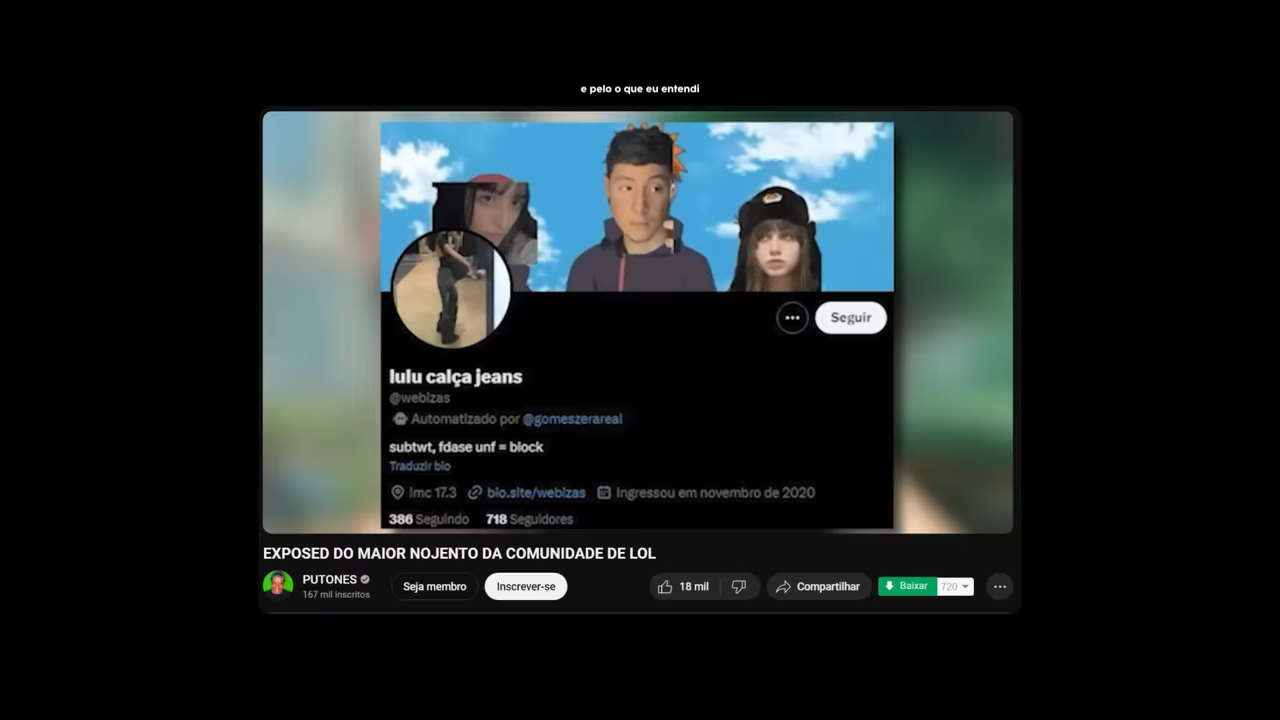 e pelo o que eu entendi
Seguir
lulu calça jeans
@webizas
Automatizado por @gomeszerareal
subtwt, fdase unf = block
Traduzir bio
imc 17.3 bio.site/webizas Ingressou em novembro de 2020
386 Seguindo 718 Seguidores
EXPOSED DO MAIOR NOJENTO DA COMUNIDADE DE LOL
PUTONES
167 mil inscritos
Seja membro
Inscrever-se
18 mil
Compartilhar
Baixar 720